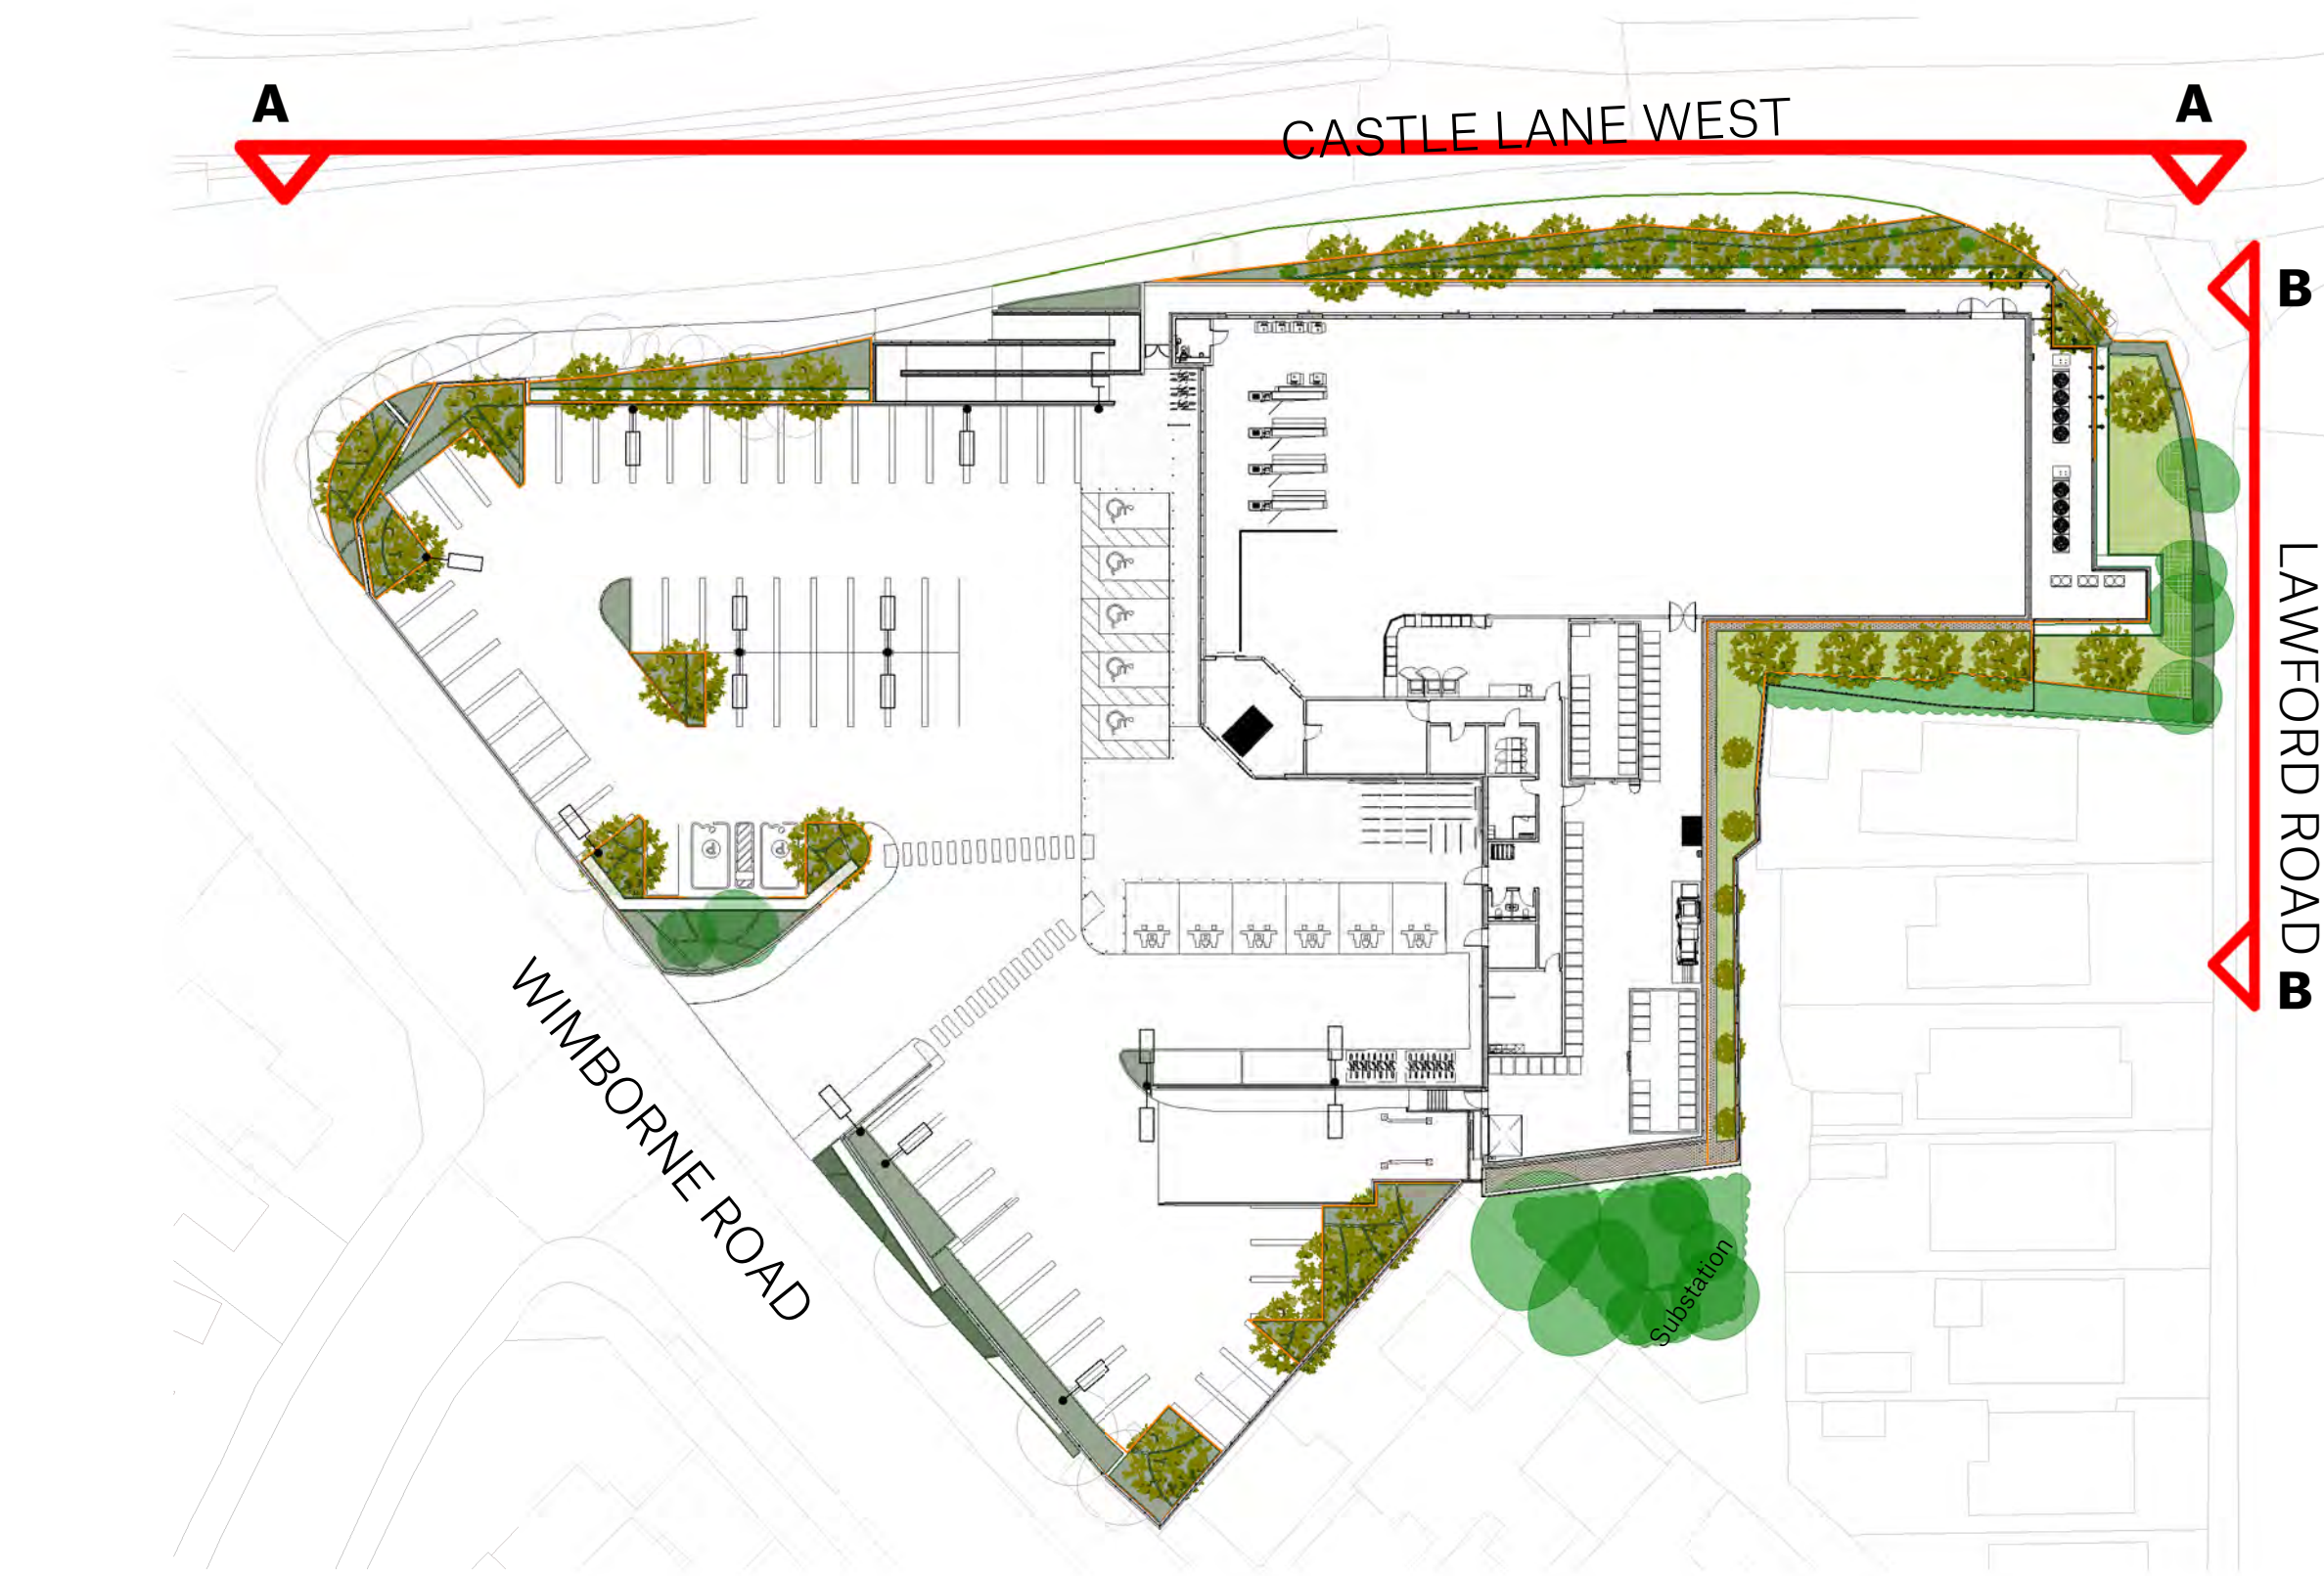 A
A
CASTLE LANE WEST
B
LAWFORD ROAD
B
WIMBORNE ROAD
Substation